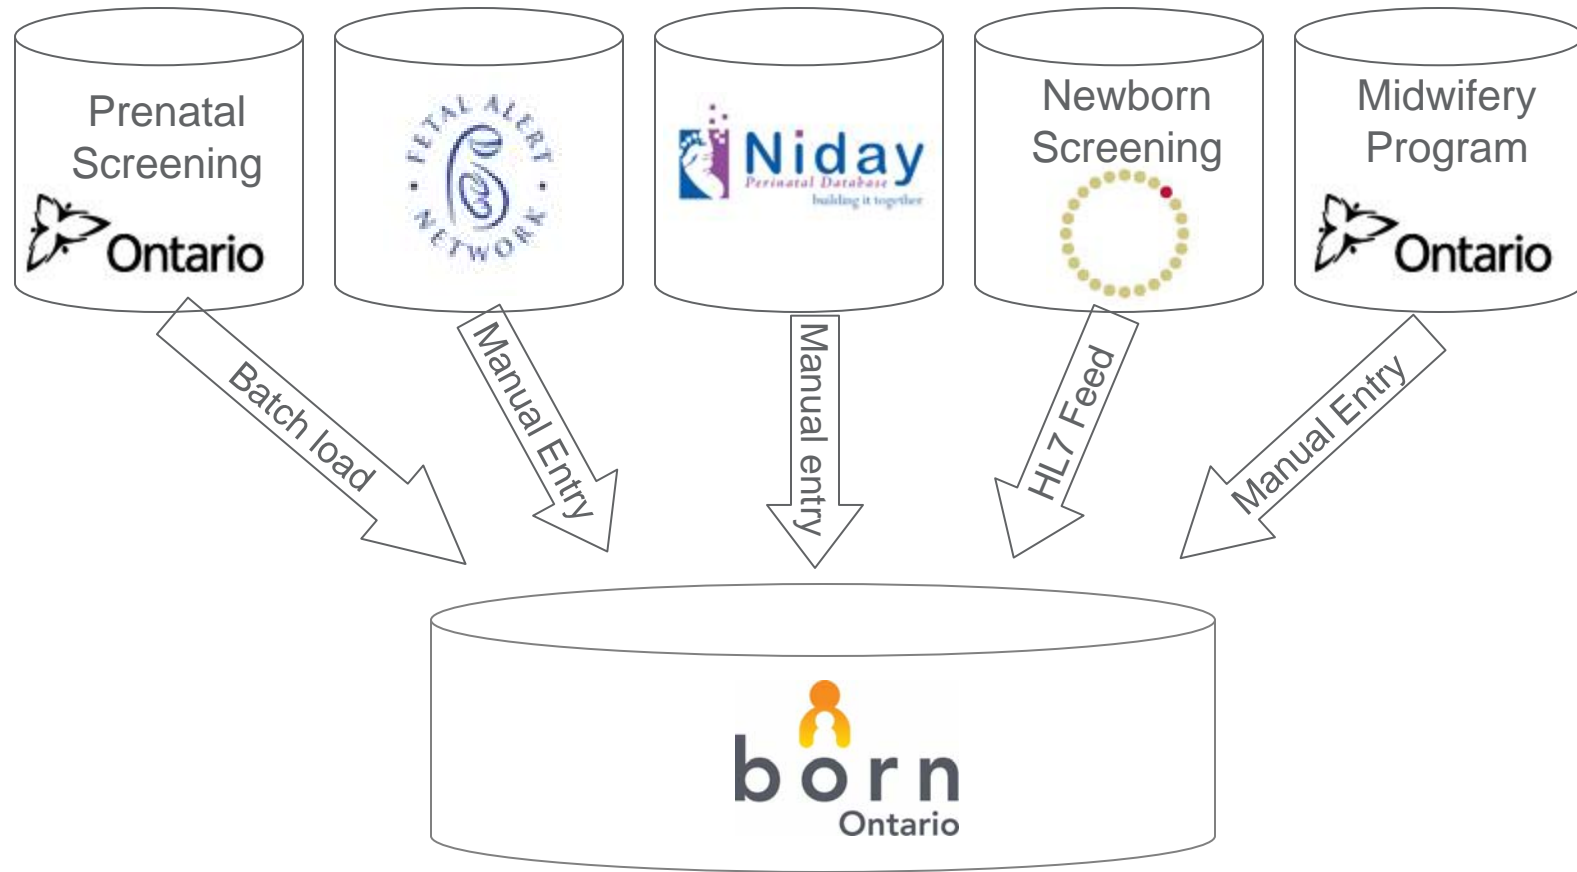 Prenatal
Screening
Ontario
FETAL ALERT
NETWORK
Niday
Perinatal Database
building it together
Newborn
Screening
Midwifery
Program
Ontario
Batch load
Manual Entry
Manual entry
HL7 Feed
Manual Entry
born
Ontario